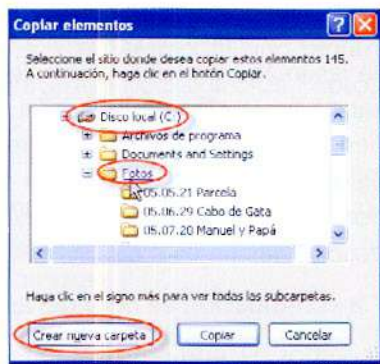 Copiar elementos
Seleccione el sitio donde desea copiar estos elementos 145.
A continuación, haga clic en el botón Copiar.
Disco local (C:)
Archivos de programa
Documents and Settings
Fotos
05.05.21 Parcela
05.06.29 Cabo de Gata
05.07.20 Manuel y Papá
Haga clic en el signo más para ver todas las subcarpetas.
Crear nueva carpeta Copiar Cancelar